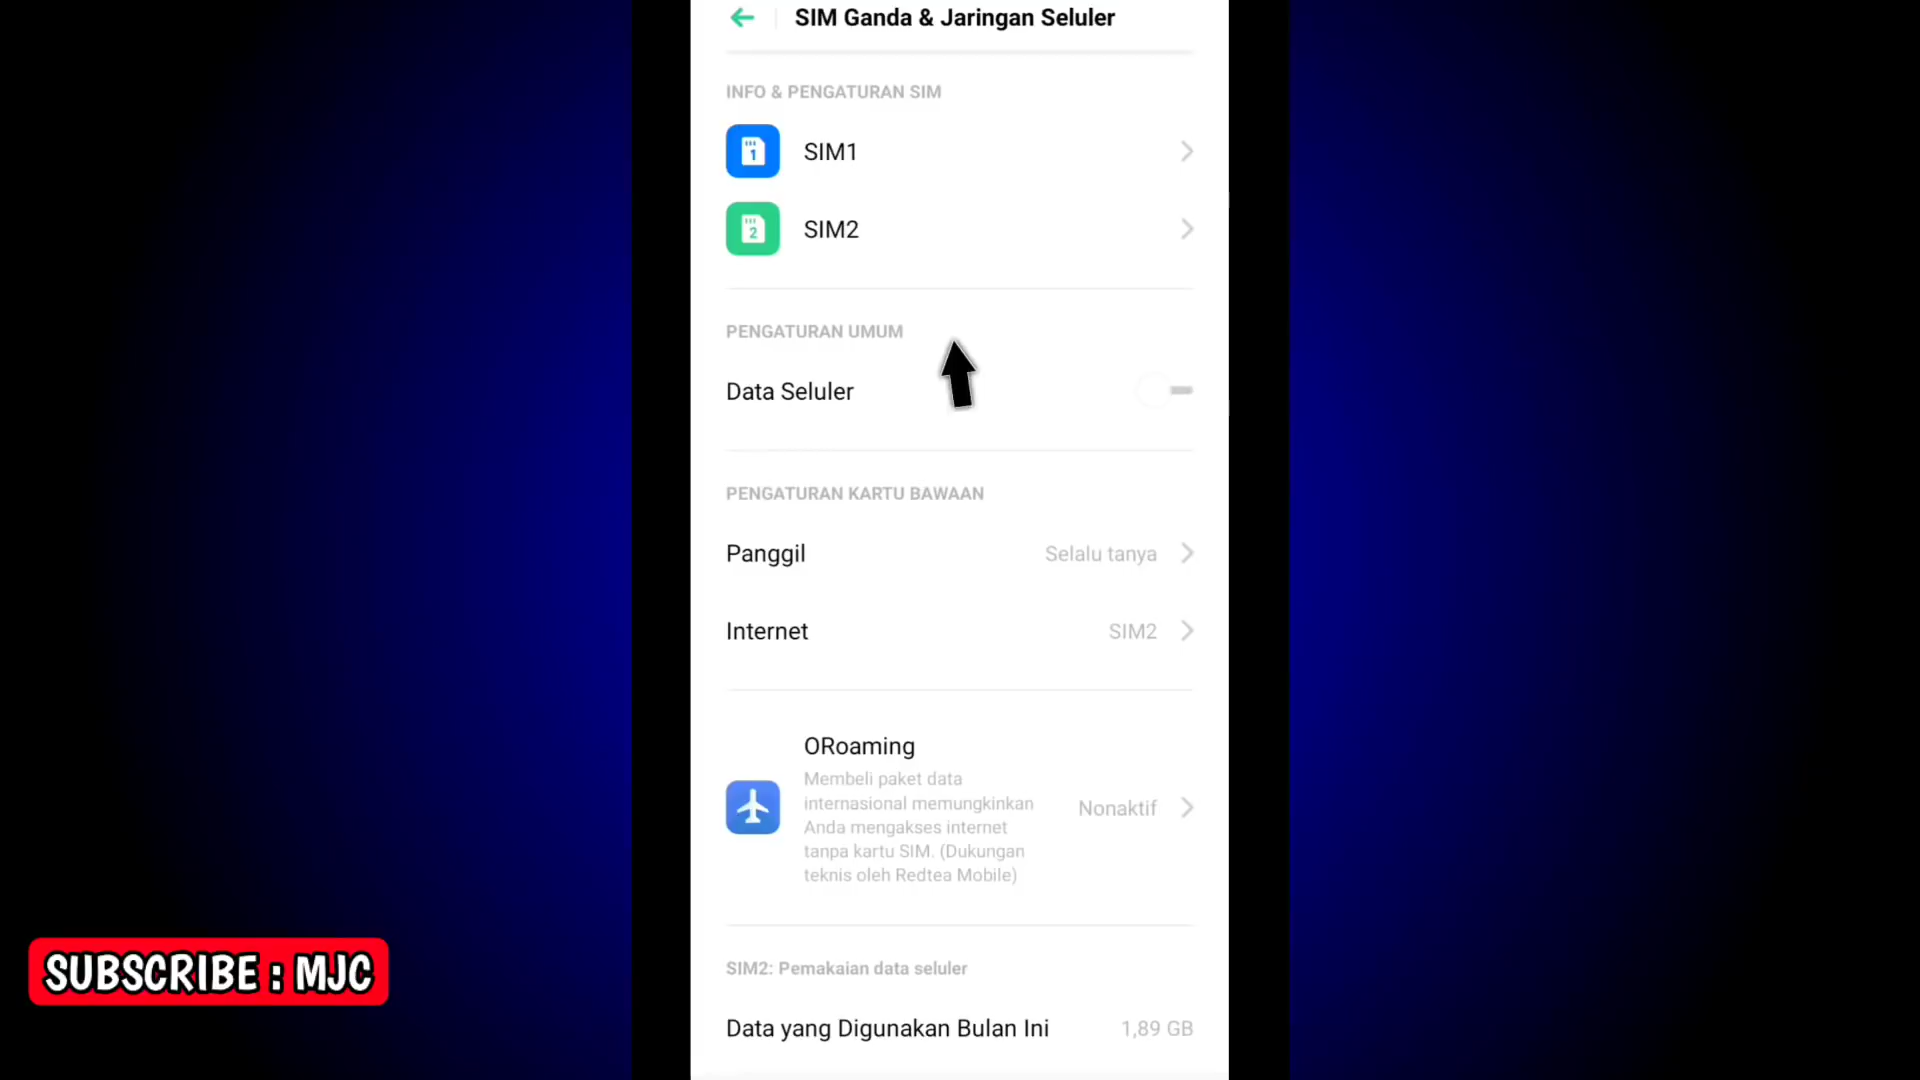 SIM Ganda & Jaringan Seluler
INFO & PENGATURAN SIM
1
SIM1
2
SIM2
PENGATURAN UMUM
Data Seluler
PENGATURAN KARTU BAWAAN
Panggil
Selalu tanya
Internet
SIM2
ORoaming
Membeli paket data
internasional memungkinkan
Anda mengakses internet
tanpa kartu SIM. (Dukungan
teknis oleh Redtea Mobile)
Nonaktif
SIM2: Pemakaian data seluler
Data yang Digunakan Bulan Ini
1,89 GB
SUBSCRIBE : MJC